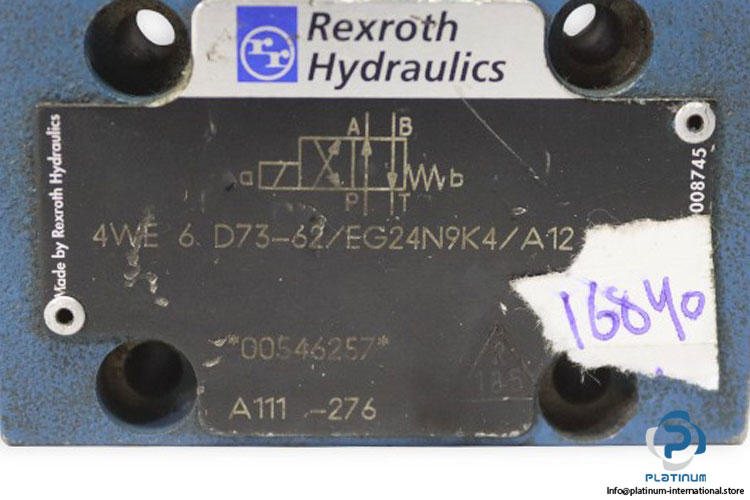 Rexroth
Hydraulics
Made by Rexroth Hydraulics
A B
a b
P T
008745
4WE 6 D73-62/EG24N9K4/A12
16840
*00546257*
A111 -276
PLATINUM
Info@platinum-international.store